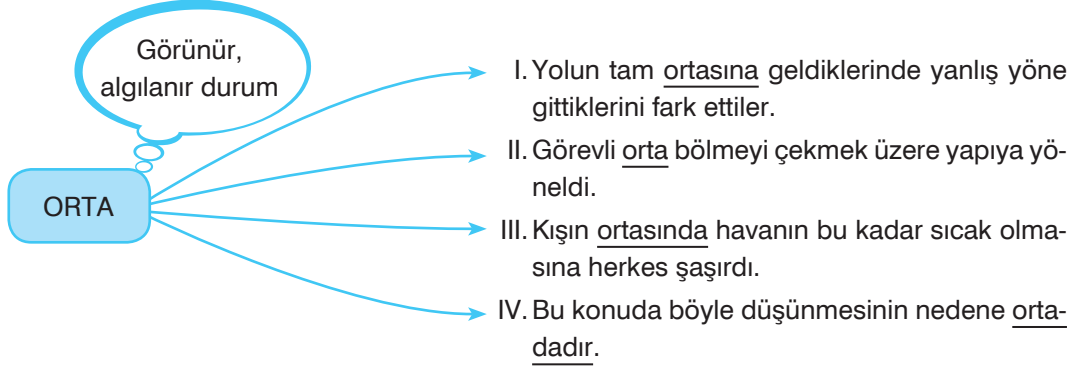 Görünür,
algılanır durum
ORTA
I. Yolun tam ortasına geldiklerinde yanlış yöne
gittiklerini fark ettiler.
II. Görevli orta bölmeyi çekmek üzere yapıya yö-
neldi.
III. Kışın ortasında havanın bu kadar sıcak olma-
sına herkes şaşırdı.
IV. Bu konuda böyle düşünmesinin nedene orta-
dadır.